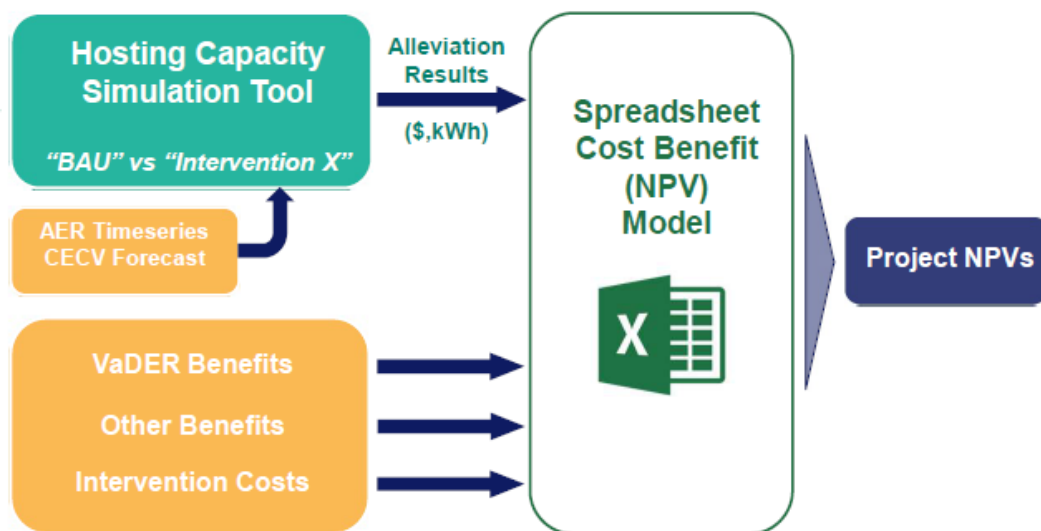 Hosting Capacity
Simulation Tool
“BAU” vs “Intervention X”
Alleviation
Results
($,kWh)
AER Timeseries
CECV Forecast
VaDER Benefits
Other Benefits
Intervention Costs
Spreadsheet
Cost Benefit
(NPV)
Model
X
Project NPVs